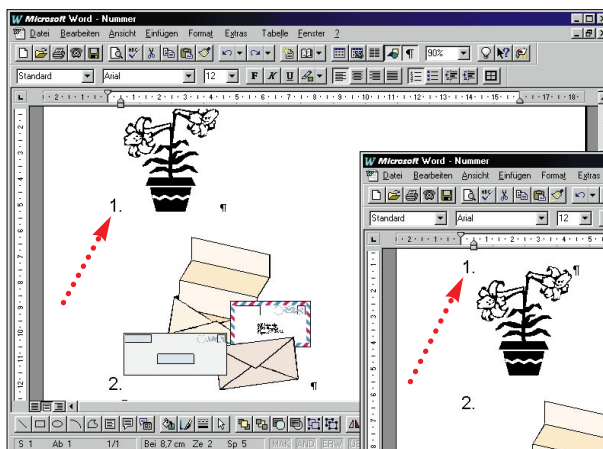 Microsoft Word - Nummer
Datei Bearbeiten Ansicht Einfügen Format Extras Tabelle Fenster ?
90%
Standard Arial 12 F K U
1.
¶
2.
¶
S 1 Ab 1 1/1 Bei 8,7 cm Ze 2 Sp 5 MAK ÄND ERW
Microsoft Word - Nummer
Datei Bearbeiten Ansicht Einfügen Format Extras
Standard Arial 12
1.
¶
2.